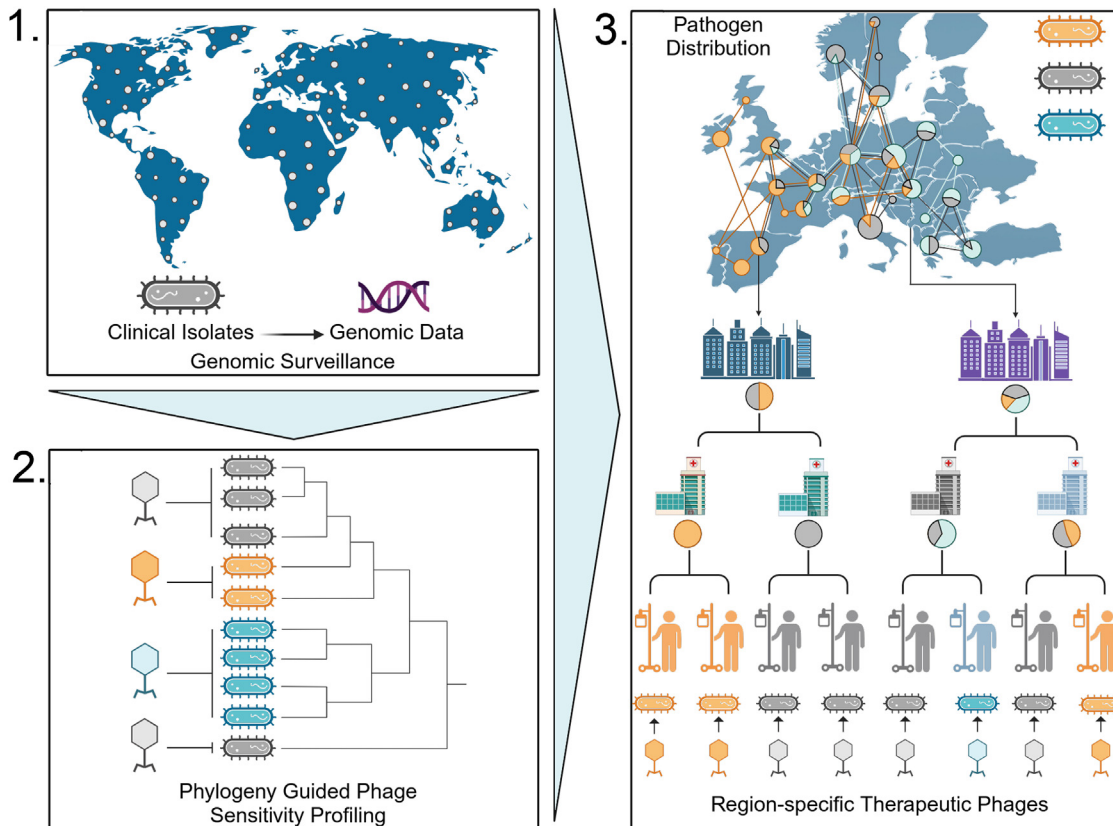 1.
Clinical Isolates
Genomic Data
Genomic Surveillance
2.
Phylogeny Guided Phage
Sensitivity Profiling
3.
Pathogen
Distribution
Region-specific Therapeutic Phages